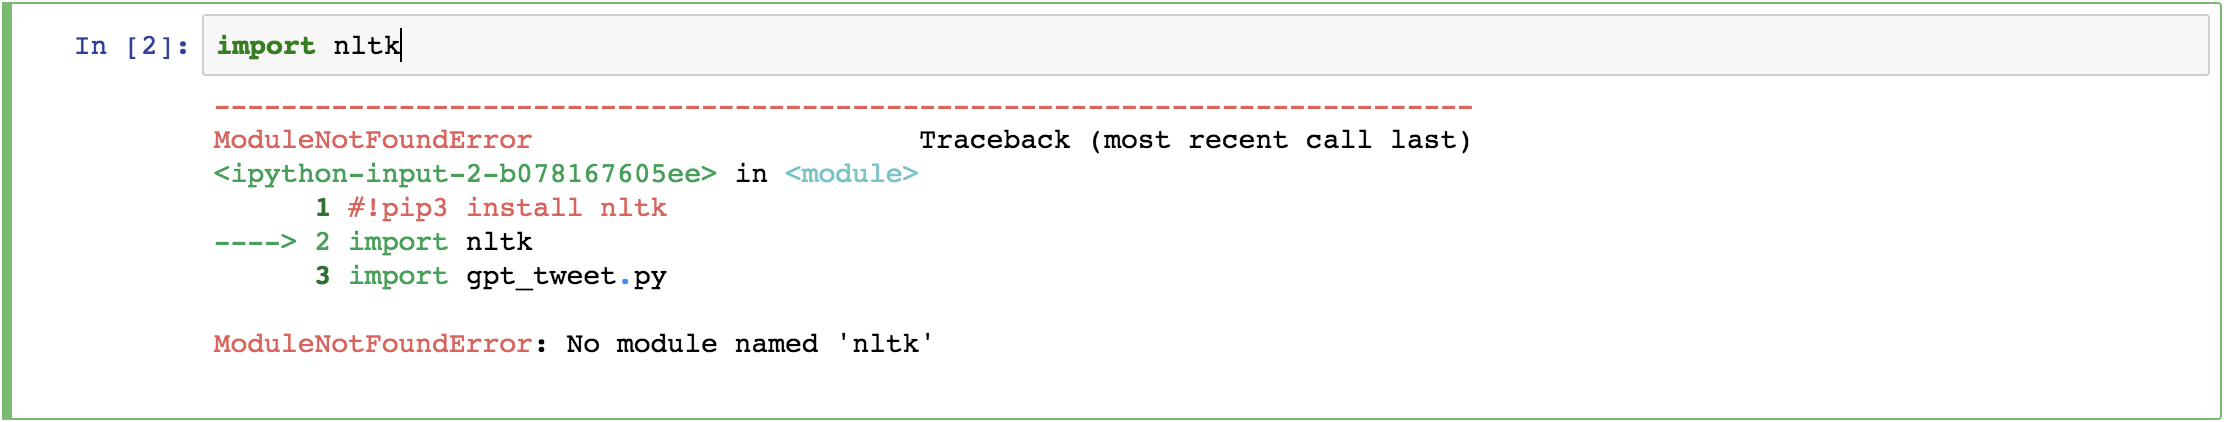 In [2]: import nltk
---------------------------------------------------------------------------
ModuleNotFoundError                       Traceback (most recent call last)
<ipython-input-2-b078167605ee> in <module>
      1 #!pip3 install nltk
----> 2 import nltk
      3 import gpt_tweet.py
ModuleNotFoundError: No module named 'nltk'